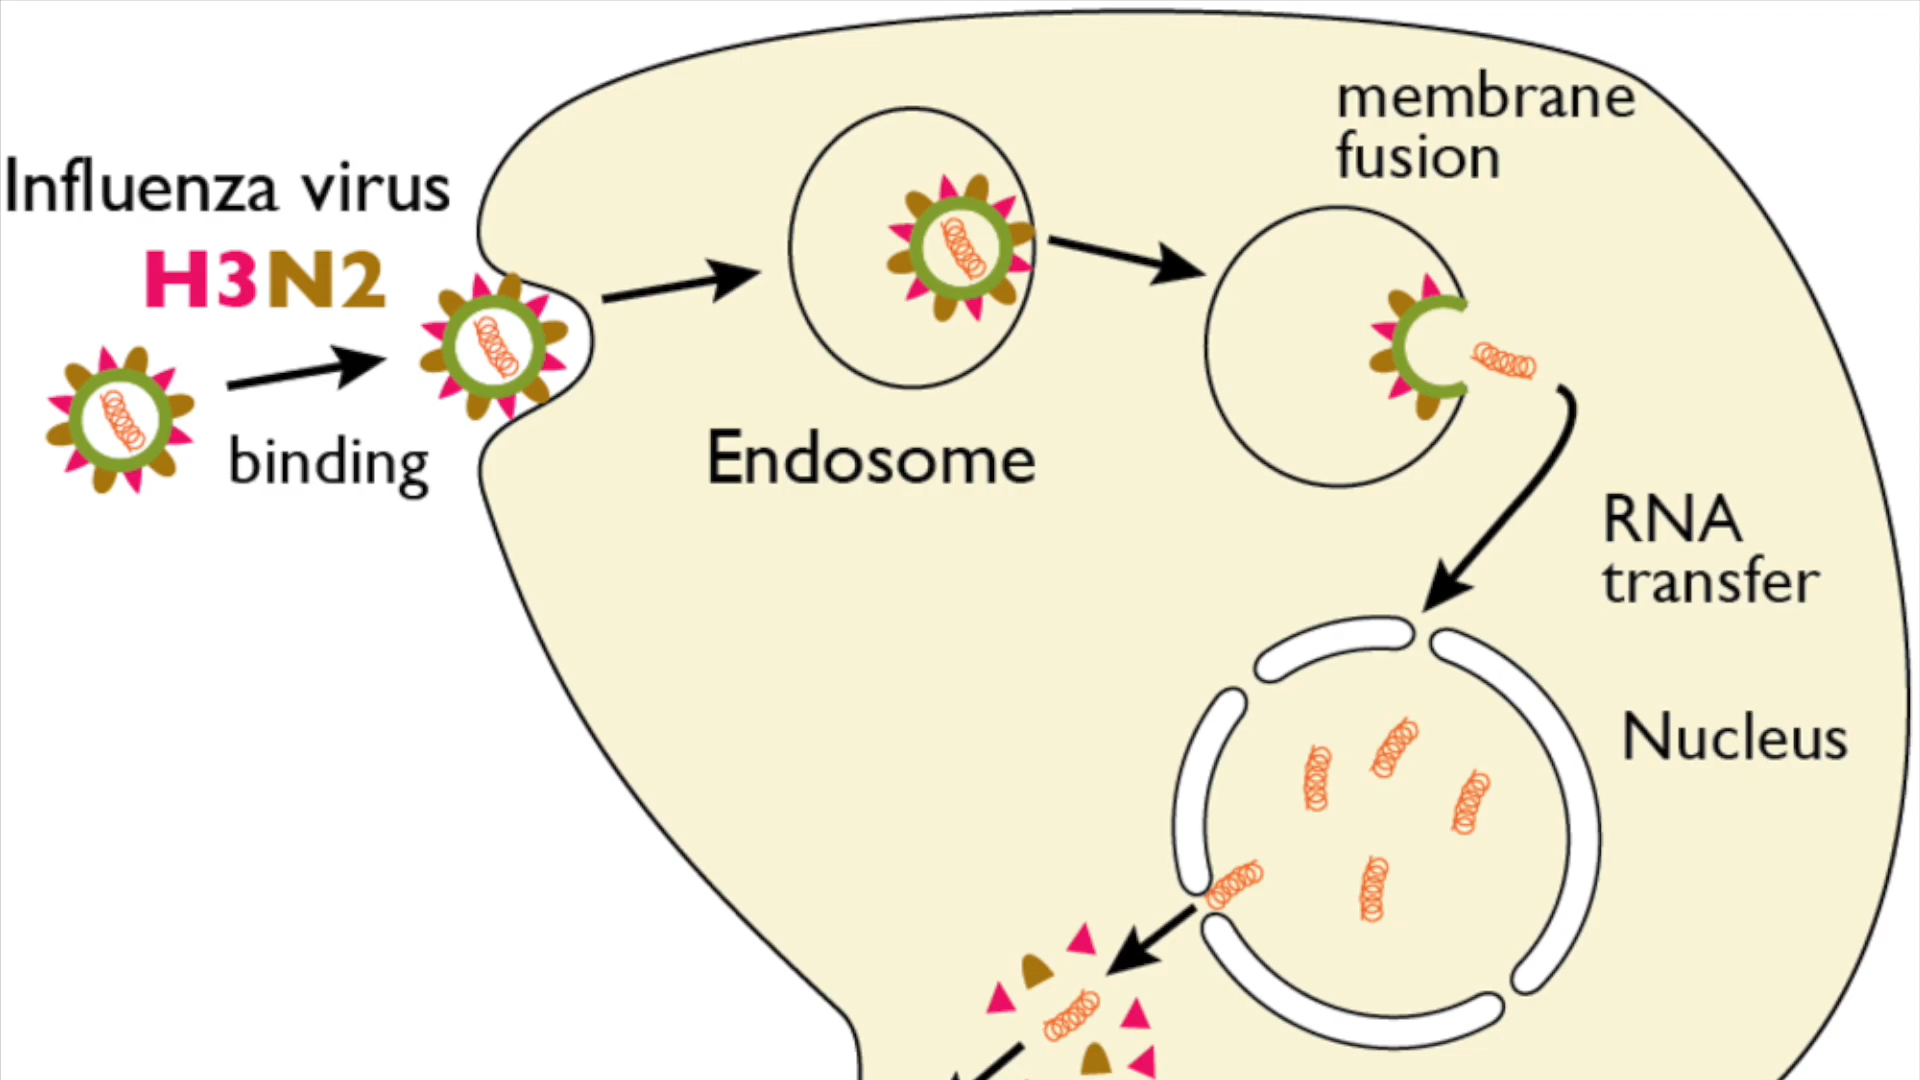 Influenza virus
H3N2
binding
Endosome
membrane
fusion
RNA
transfer
Nucleus